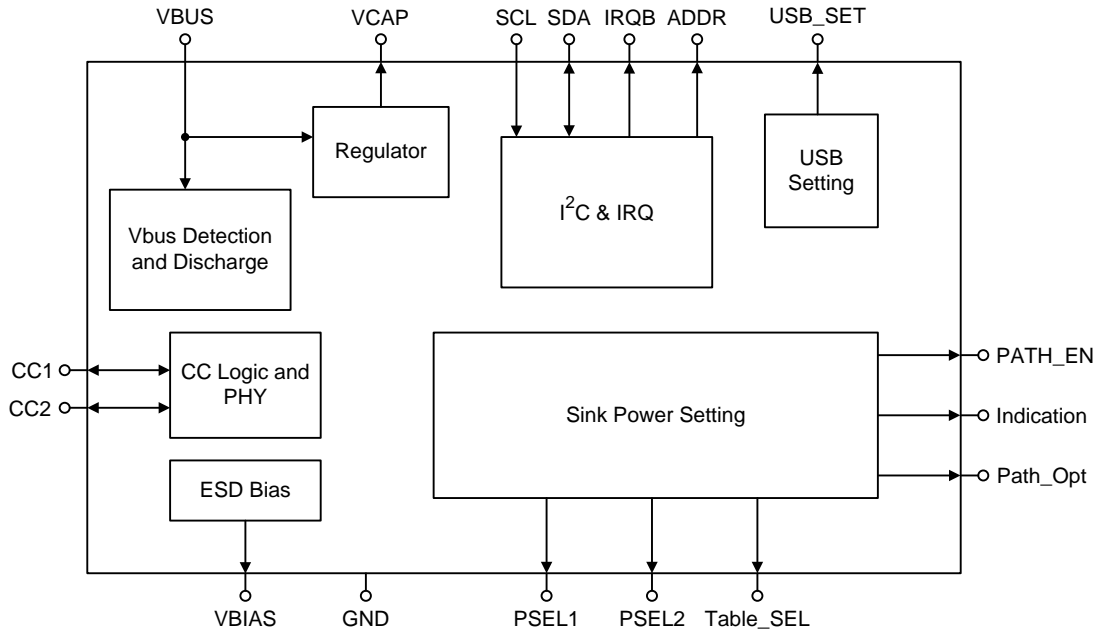 VBUS
VCAP
SCL
SDA
IRQB
ADDR
USB_SET
Regulator
USB
Setting
I²C & IRQ
Vbus Detection
and Discharge
CC1
CC2
CC Logic and
PHY
Sink Power Setting
PATH_EN
Indication
Path_Opt
ESD Bias
VBIAS
GND
PSEL1
PSEL2
Table_SEL